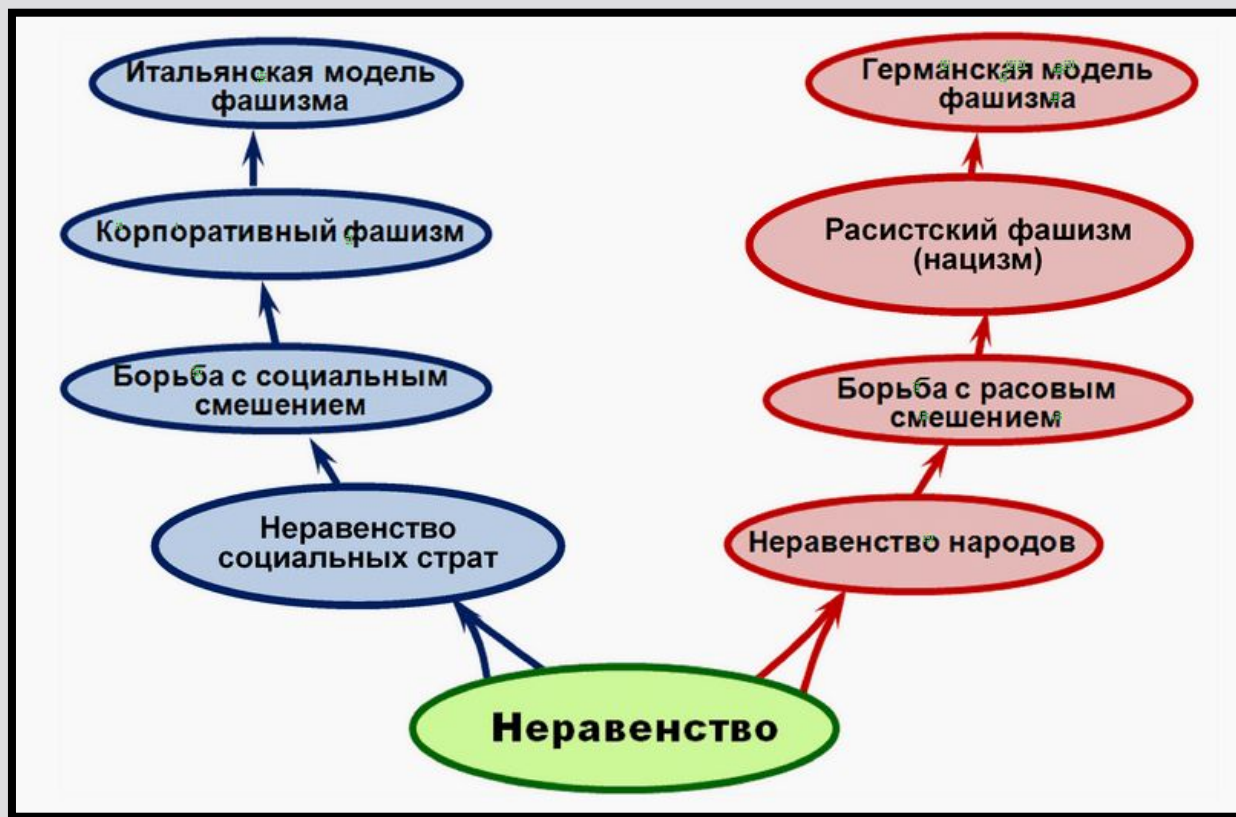 Итальянская модель
фашизма
Германская модель
фашизма
Корпоративный фашизм
Расистский фашизм
(нацизм)
Борьба с социальным
смешением
Борьба с расовым
смешением
Неравенство
социальных страт
Неравенство народов
Неравенство